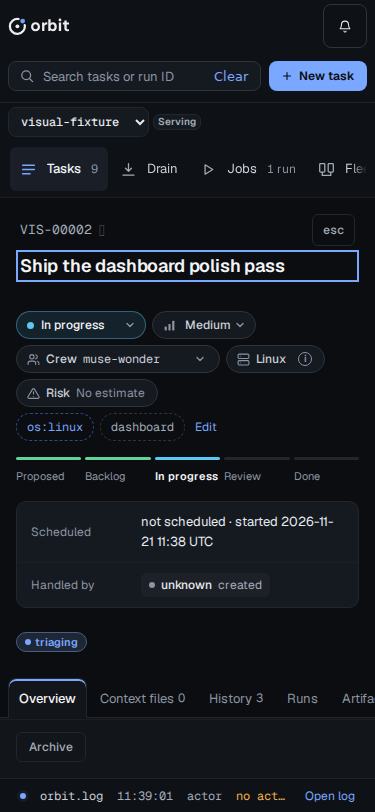 orbit
Search tasks or run ID Clear
+ New task
visual-fixture Serving
Tasks 9 Drain Jobs 1 run Flee
VIS-00002
esc
Ship the dashboard polish pass
In progress Medium
Crew muse-wonder Linux
Risk No estimate
os:linux dashboard Edit
Proposed Backlog In progress Review Done
Scheduled not scheduled · started 2026-11-
21 11:38 UTC
Handled by unknown created
triaging
Overview Context files 0 History 3 Runs Artifa
Archive
orbit.log 11:39:01 actor no act… Open log